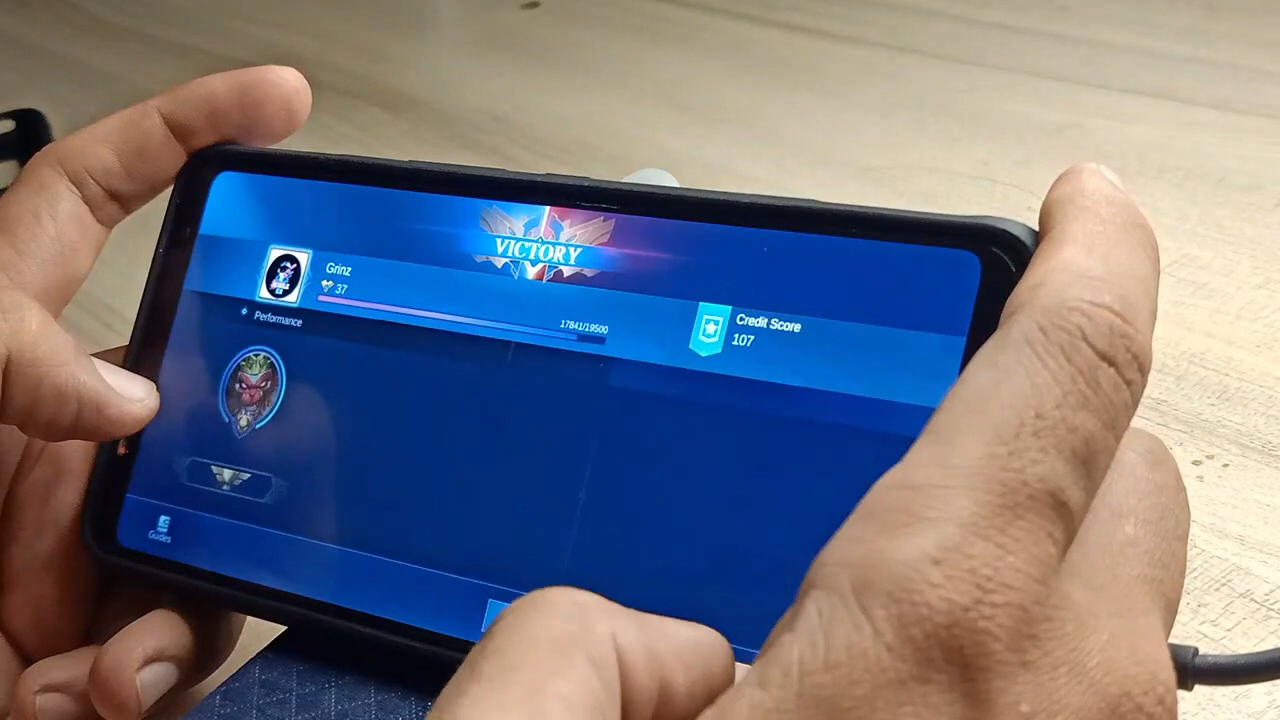 VICTORY
Grinz
37
17841/19500
Credit Score
107
Performance
Guides